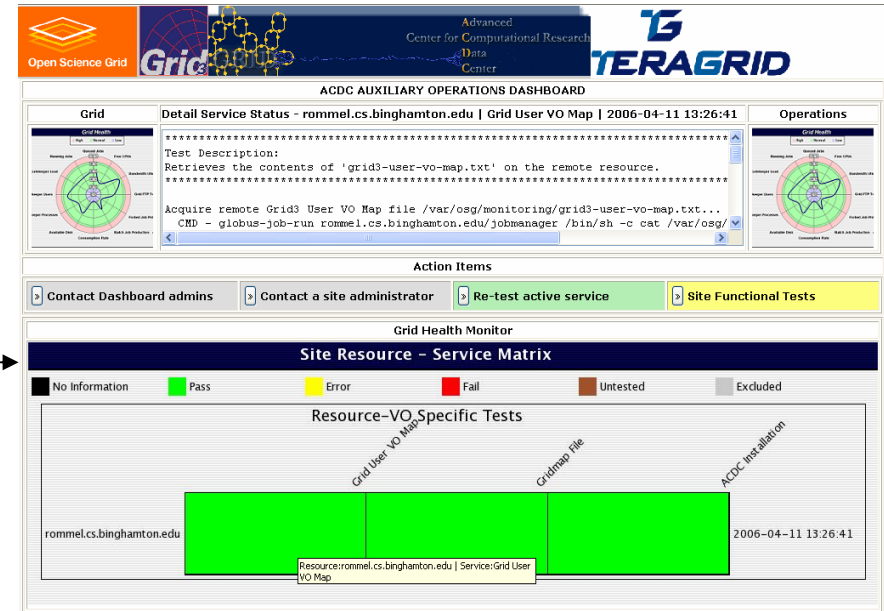 Open Science Grid
Grid3
Advanced
Center for Computational Research
Data
Center
TERAGRID
ACDC AUXILIARY OPERATIONS DASHBOARD
Grid
Detail Service Status - rommel.cs.binghamton.edu | Grid User VO Map | 2006-04-11 13:26:41
Operations
Grid Health
Grid Health
************************************************************************************
Test Description:
Retrieves the contents of 'grid3-user-vo-map.txt' on the remote resource.
************************************************************************************
Acquire remote Grid3 User VO Map file /var/osg/monitoring/grid3-user-vo-map.txt...
CMD - globus-job-run rommel.cs.binghamton.edu/jobmanager /bin/sh -c cat /var/osg/
Action Items
Contact Dashboard admins
Contact a site administrator
Re-test active service
Site Functional Tests
Grid Health Monitor
Site Resource - Service Matrix
No Information
Pass
Error
Fail
Untested
Excluded
Resource-VO Specific Tests
Grid User VO Map
Gridmap File
ACDC Installation
rommel.cs.binghamton.edu
2006-04-11 13:26:41
Resource:rommel.cs.binghamton.edu | Service:Grid User
VO Map